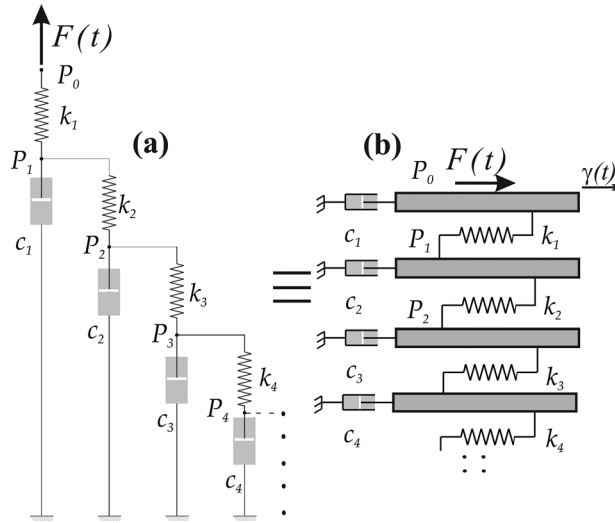 F(t)
P0
k1
(a)
P1
k2
c1
P2
k3
c2
P3
k4
c3
P4
c4
(b)
P0
F(t)
γ(t)
c1
P1
k1
c2
P2
k2
c3
k3
c4
k4